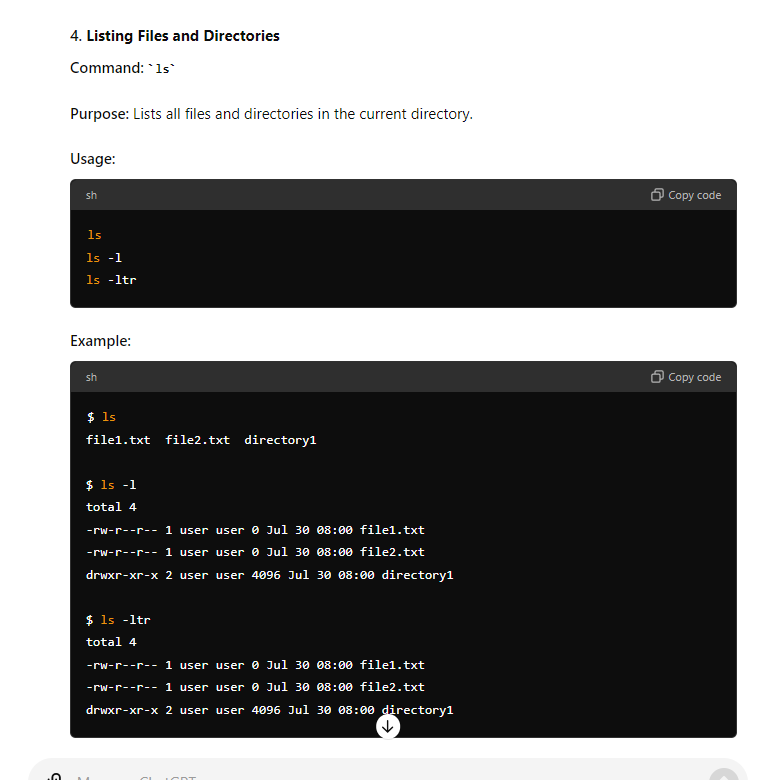 4. Listing Files and Directories
Command: `ls`
Purpose: Lists all files and directories in the current directory.
Usage:
sh Copy code
ls
ls -l
ls -ltr
Example:
sh Copy code
$ ls
file1.txt  file2.txt  directory1
$ ls -l
total 4
-rw-r--r-- 1 user user 0 Jul 30 08:00 file1.txt
-rw-r--r-- 1 user user 0 Jul 30 08:00 file2.txt
drwxr-xr-x 2 user user 4096 Jul 30 08:00 directory1
$ ls -ltr
total 4
-rw-r--r-- 1 user user 0 Jul 30 08:00 file1.txt
-rw-r--r-- 1 user user 0 Jul 30 08:00 file2.txt
drwxr-xr-x 2 user user 4096 Jul 30 08:00 directory1
ChatGPT